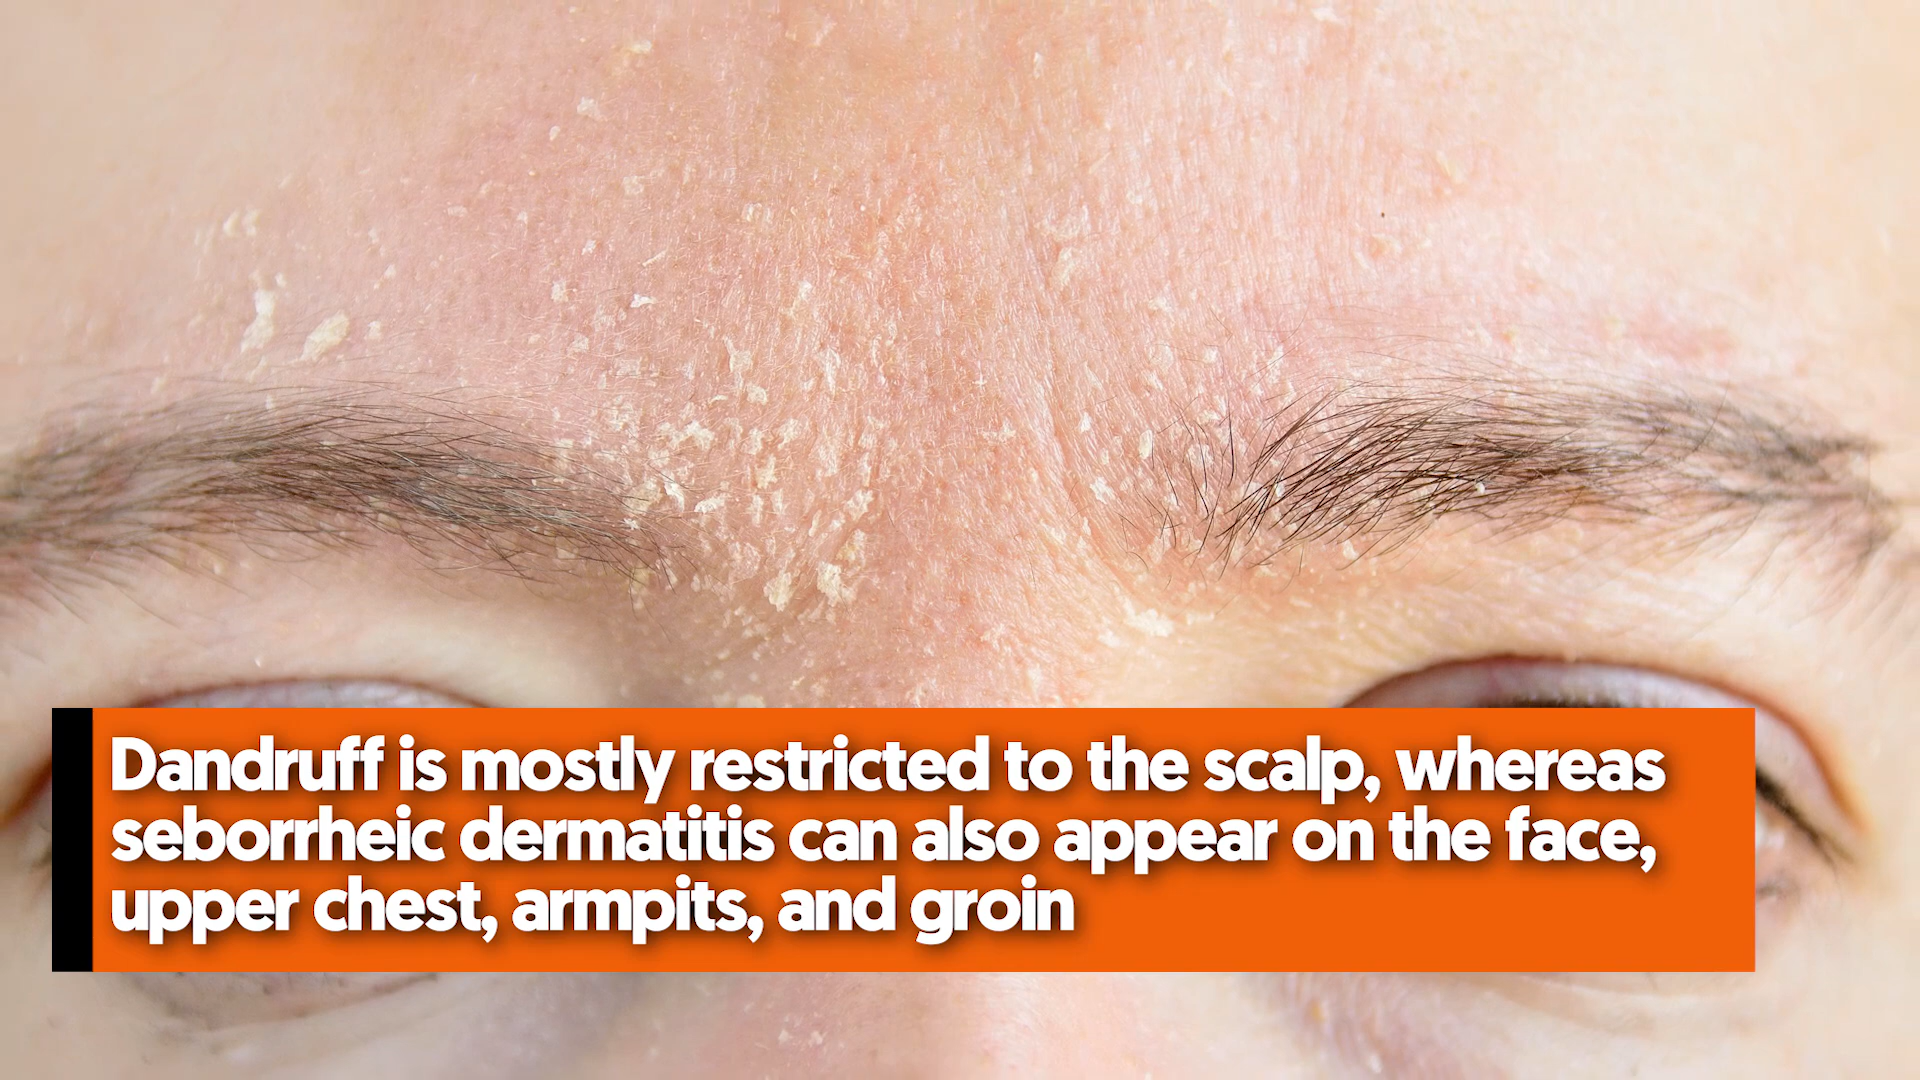 Dandruff is mostly restricted to the scalp, whereas
seborrheic dermatitis can also appear on the face,
upper chest, armpits, and groin